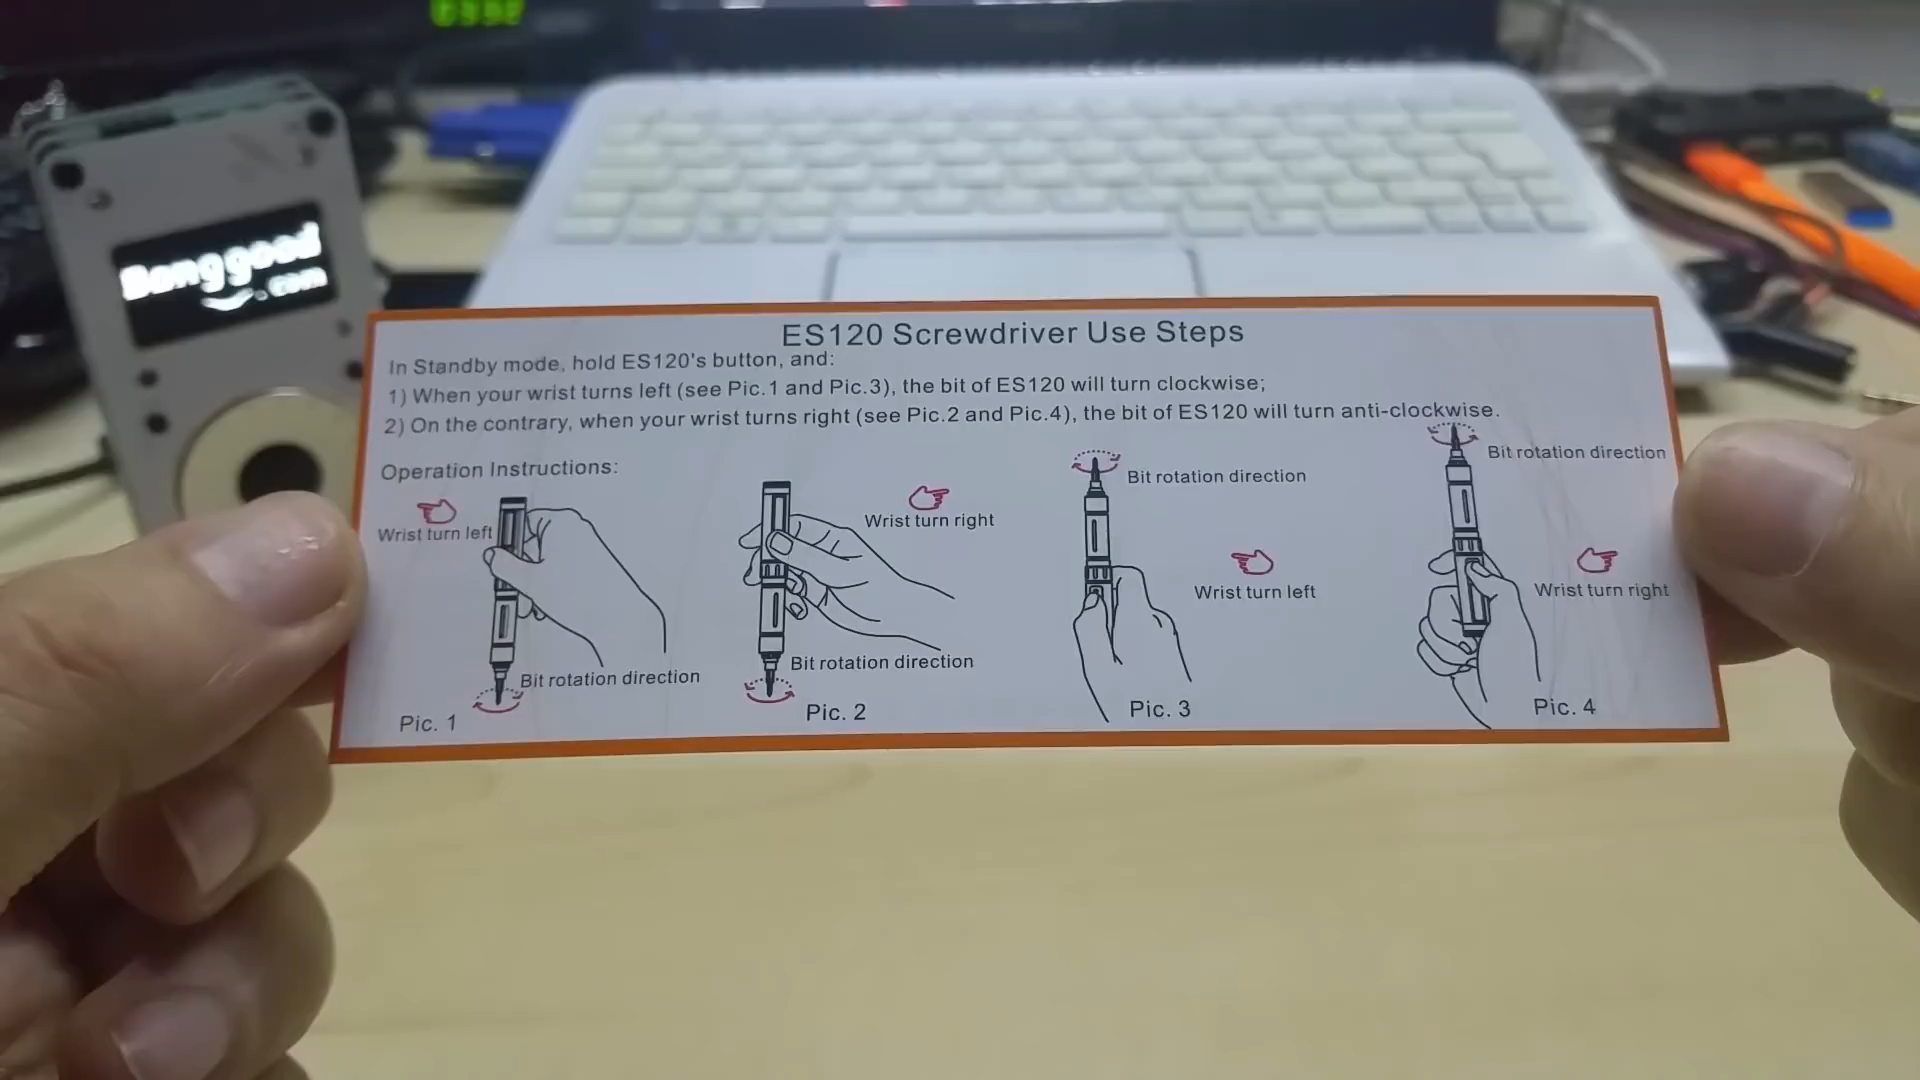 Banggood
.com
ES120 Screwdriver Use Steps
In Standby mode, hold ES120's button, and:
1) When your wrist turns left (see Pic.1 and Pic.3), the bit of ES120 will turn clockwise;
2) On the contrary, when your wrist turns right (see Pic.2 and Pic.4), the bit of ES120 will turn anti-clockwise.
Operation Instructions:
Wrist turn left
Bit rotation direction
Pic. 1
Wrist turn right
Bit rotation direction
Pic. 2
Bit rotation direction
Wrist turn left
Pic. 3
Bit rotation direction
Wrist turn right
Pic. 4